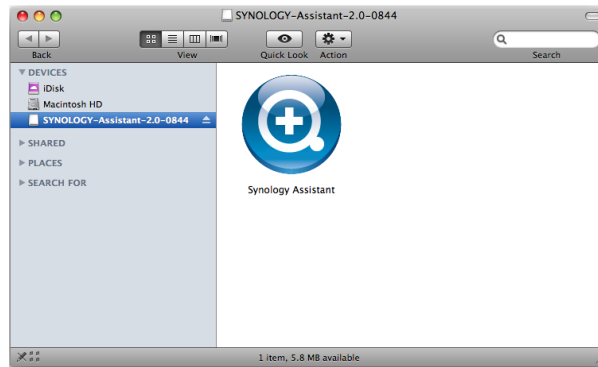 SYNOLOGY-Assistant-2.0-0844
Back
View
Quick Look
Action
Search
DEVICES
iDisk
Macintosh HD
SYNOLOGY-Assistant-2.0-0844
SHARED
PLACES
SEARCH FOR
Synology Assistant
1 item, 5.8 MB available